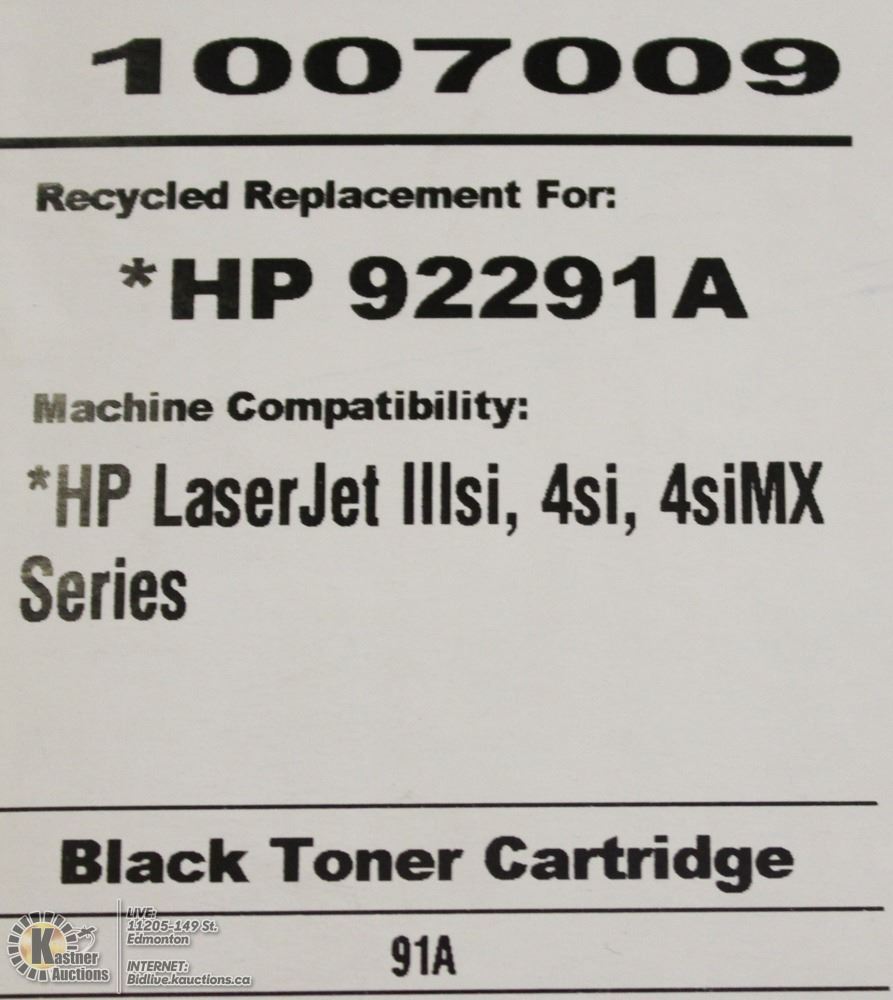 1007009
Recycled Replacement For:
*HP 92291A
Machine Compatibility:
*HP LaserJet IIIsi, 4si, 4siMX
Series
Black Toner Cartridge
91A
Kastner
Auctions
LIVE:
11205-149 St.
Edmonton
INTERNET:
Bidlive.kauctions.ca